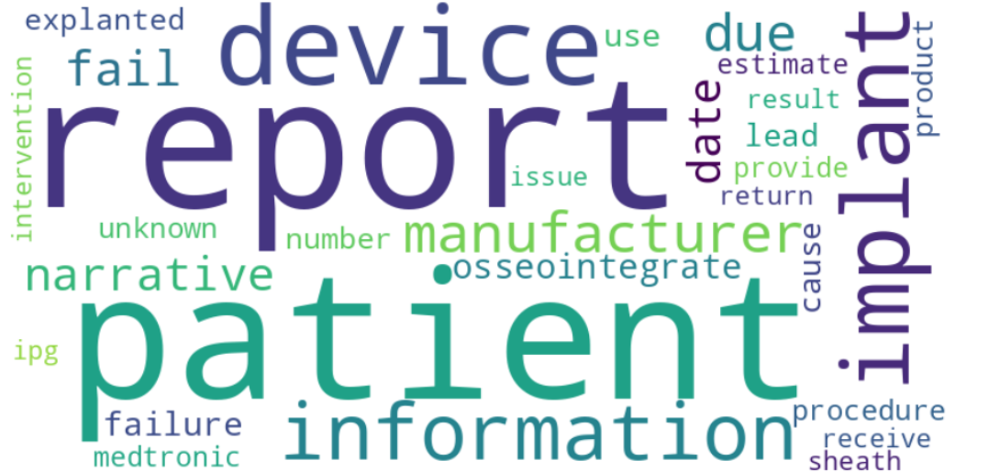 explanted
device
use
due
implant
product
fail
estimate
intervention
report
date
result
lead
issue
provide
return
unknown
number
manufacturer
cause
narrative
osseointegrate
patient
ipg
failure
information
procedure
receive
medtronic
sheath